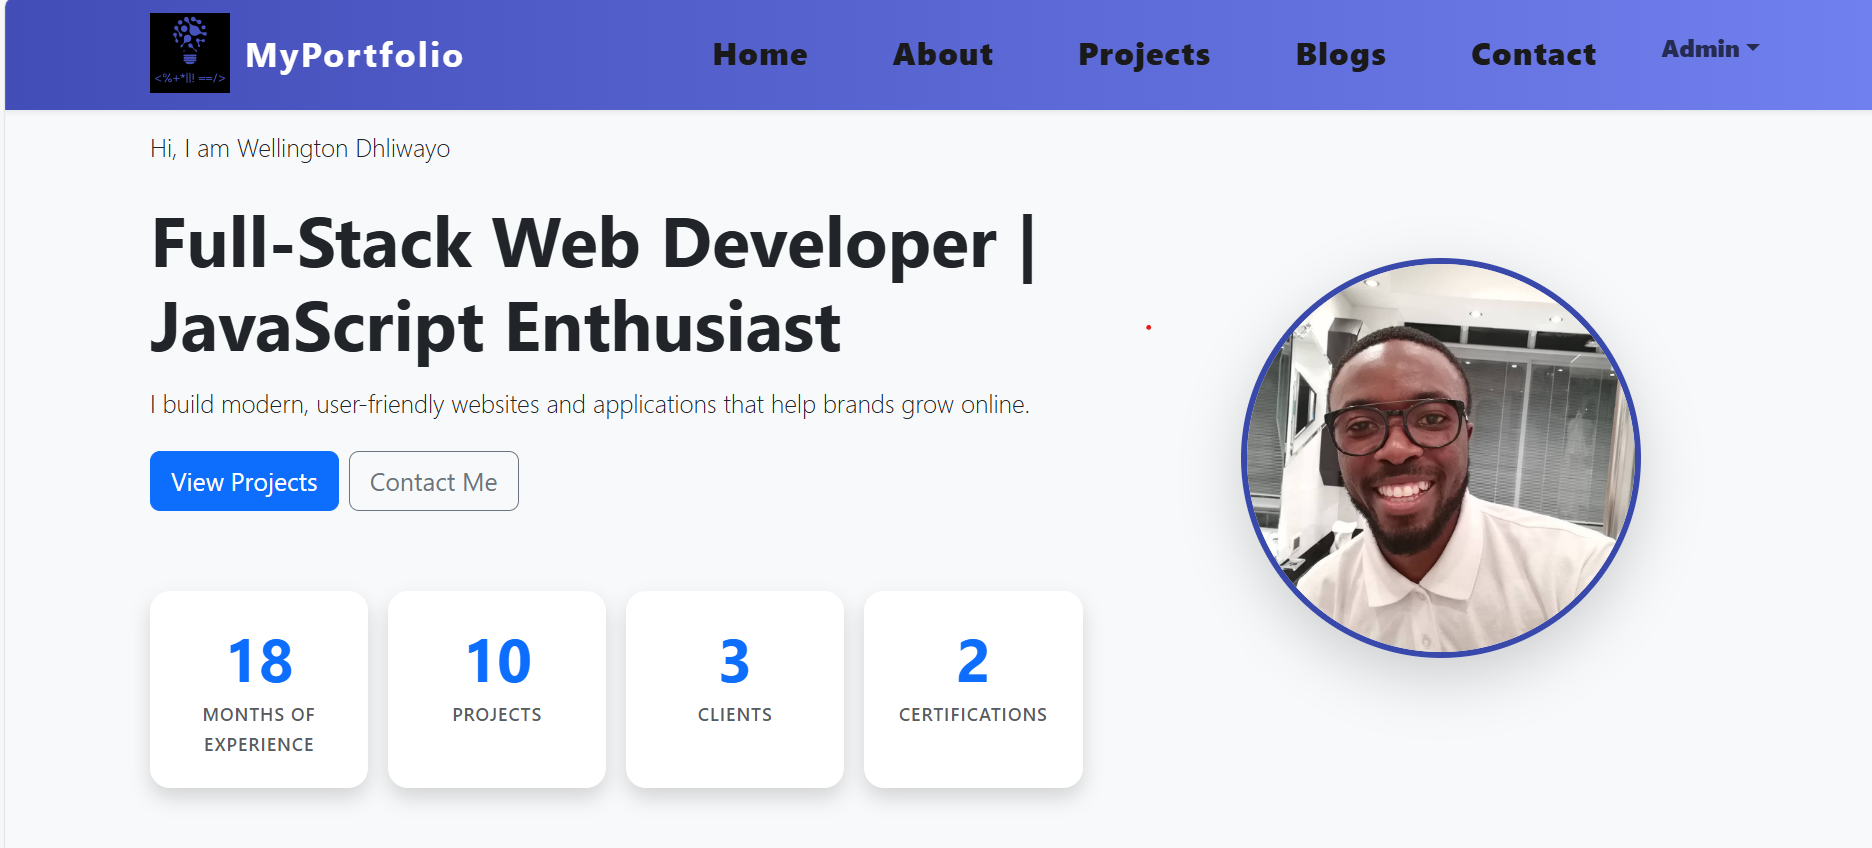 <%+*||! ==/>
MyPortfolio
Home
About
Projects
Blogs
Contact
Admin
Hi, I am Wellington Dhliwayo
Full-Stack Web Developer |
JavaScript Enthusiast
I build modern, user-friendly websites and applications that help brands grow online.
View Projects
Contact Me
18
MONTHS OF
EXPERIENCE
10
PROJECTS
3
CLIENTS
2
CERTIFICATIONS